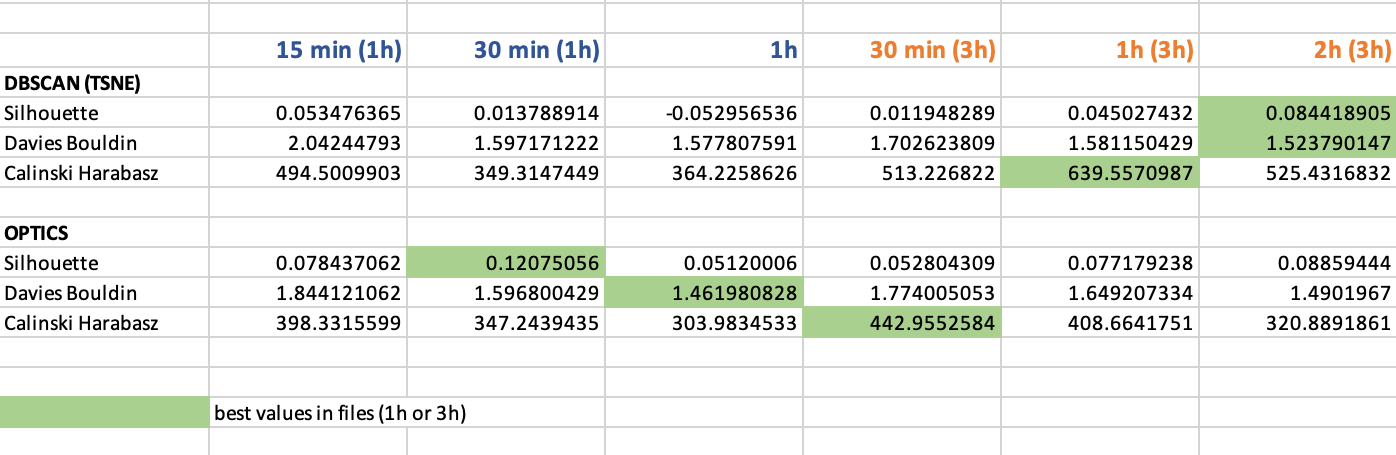 15 min (1h) 30 min (1h) 1h 30 min (3h) 1h (3h) 2h (3h)
DBSCAN (TSNE)
Silhouette 0.053476365 0.013788914 -0.052956536 0.011948289 0.045027432 0.084418905
Davies Bouldin 2.04244793 1.597171222 1.577807591 1.702623809 1.581150429 1.523790147
Calinski Harabasz 494.5009903 349.3147449 364.2258626 513.226822 639.5570987 525.4316832
OPTICS
Silhouette 0.078437062 0.12075056 0.05120006 0.052804309 0.077179238 0.08859444
Davies Bouldin 1.844121062 1.596800429 1.461980828 1.774005053 1.649207334 1.4901967
Calinski Harabasz 398.3315599 347.2439435 303.9834533 442.9552584 408.6641751 320.8891861
best values in files (1h or 3h)